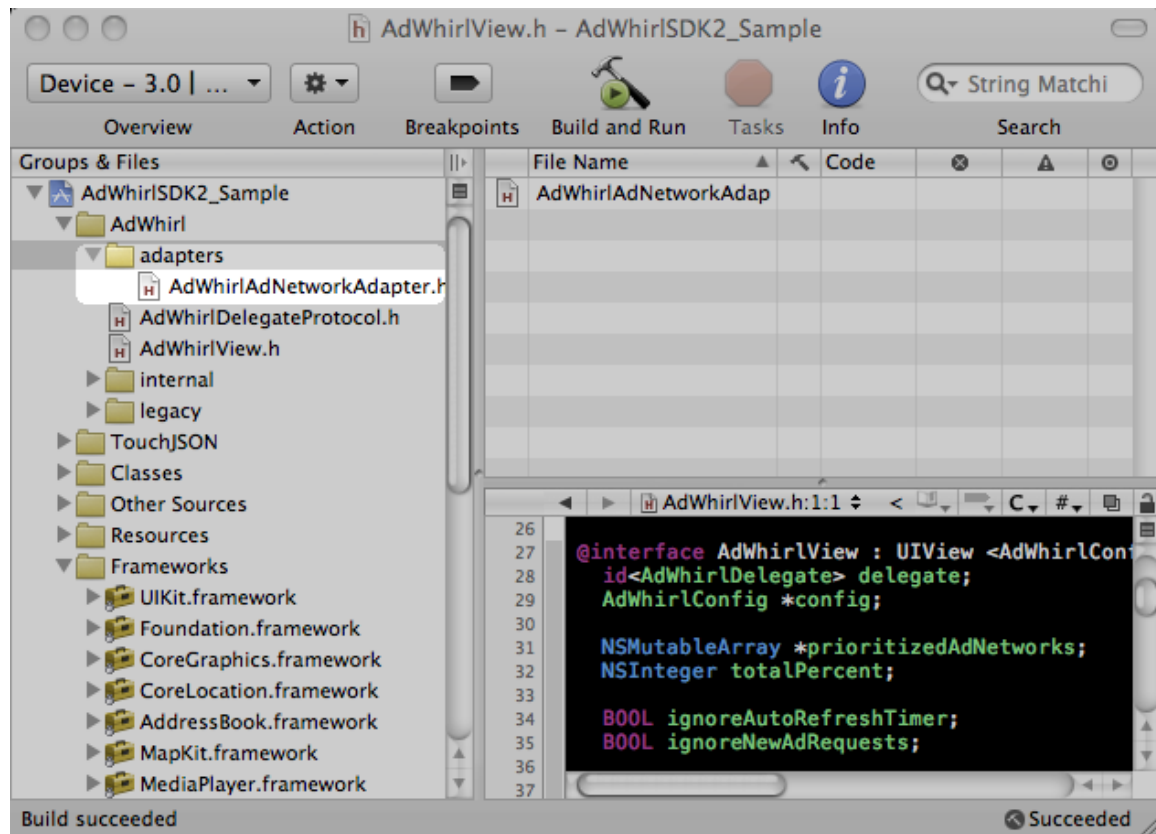 AdWhirlView.h – AdWhirlSDK2_Sample
Device – 3.0 | ...
String Matchi
Overview
Action
Breakpoints
Build and Run
Tasks
Info
Search
Groups & Files
AdWhirlSDK2_Sample
AdWhirl
adapters
AdWhirlAdNetworkAdapter.h
AdWhirlDelegateProtocol.h
AdWhirlView.h
internal
legacy
TouchJSON
Classes
Other Sources
Resources
Frameworks
UIKit.framework
Foundation.framework
CoreGraphics.framework
CoreLocation.framework
AddressBook.framework
MapKit.framework
MediaPlayer.framework
File Name
Code
AdWhirlAdNetworkAdap
AdWhirlView.h:1:1
< C #
26
27 @interface AdWhirlView : UIView <AdWhirlConf
28 id<AdWhirlDelegate> delegate;
29 AdWhirlConfig *config;
30
31 NSMutableArray *prioritizedAdNetworks;
32 NSInteger totalPercent;
33
34 BOOL ignoreAutoRefreshTimer;
35 BOOL ignoreNewAdRequests;
36
37
Build succeeded
Succeeded